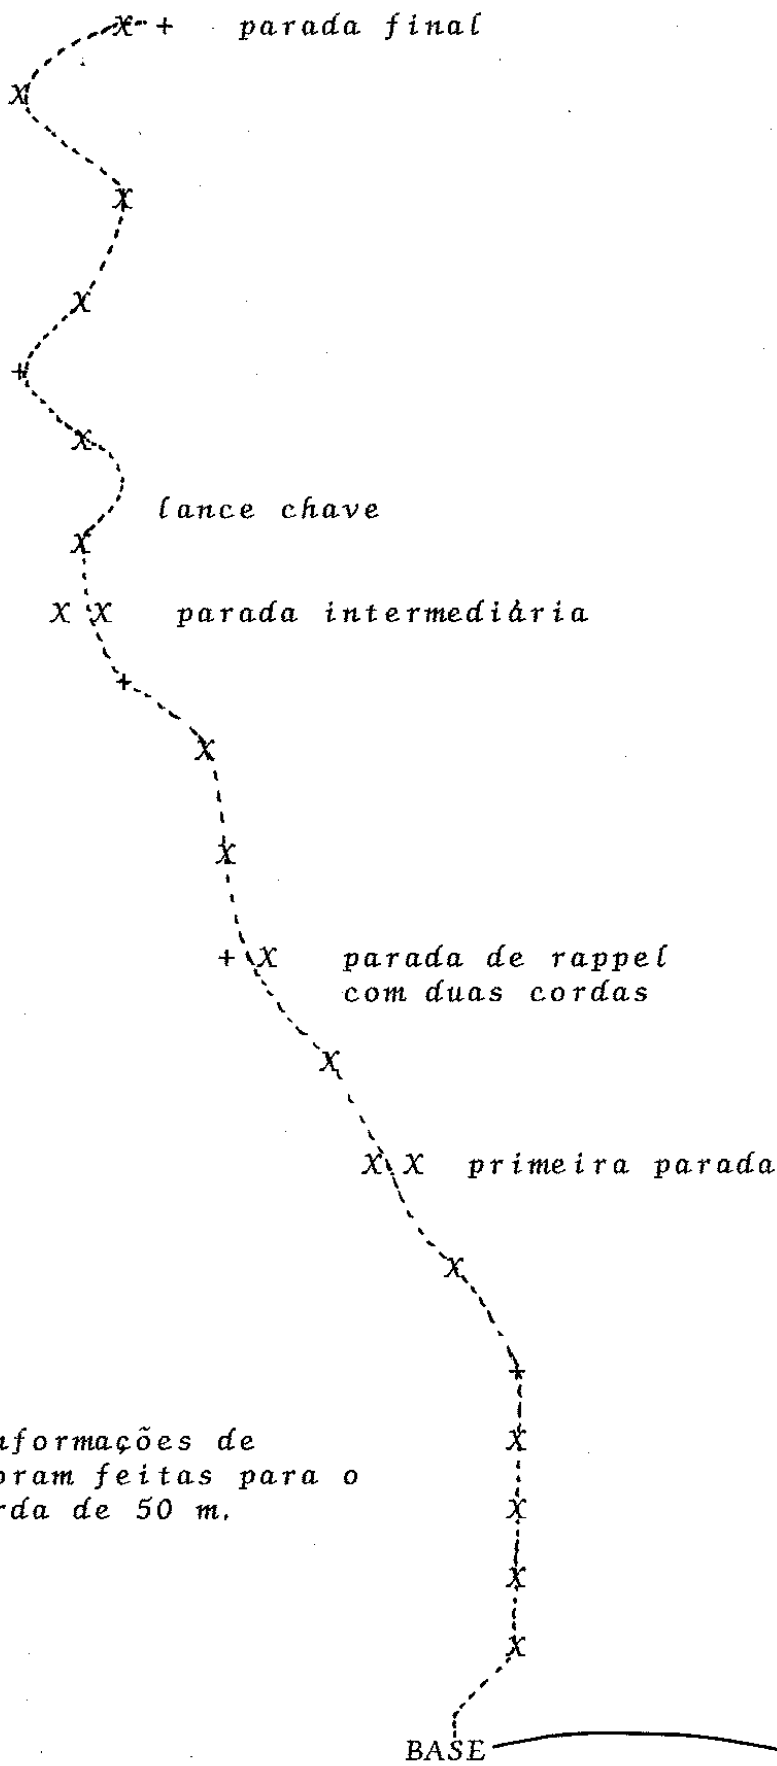 parada final
lance chave
parada intermediária
parada de rappel
com duas cordas
primeira parada
nformações de
oram feitas para o
rda de 50 m.
BASE